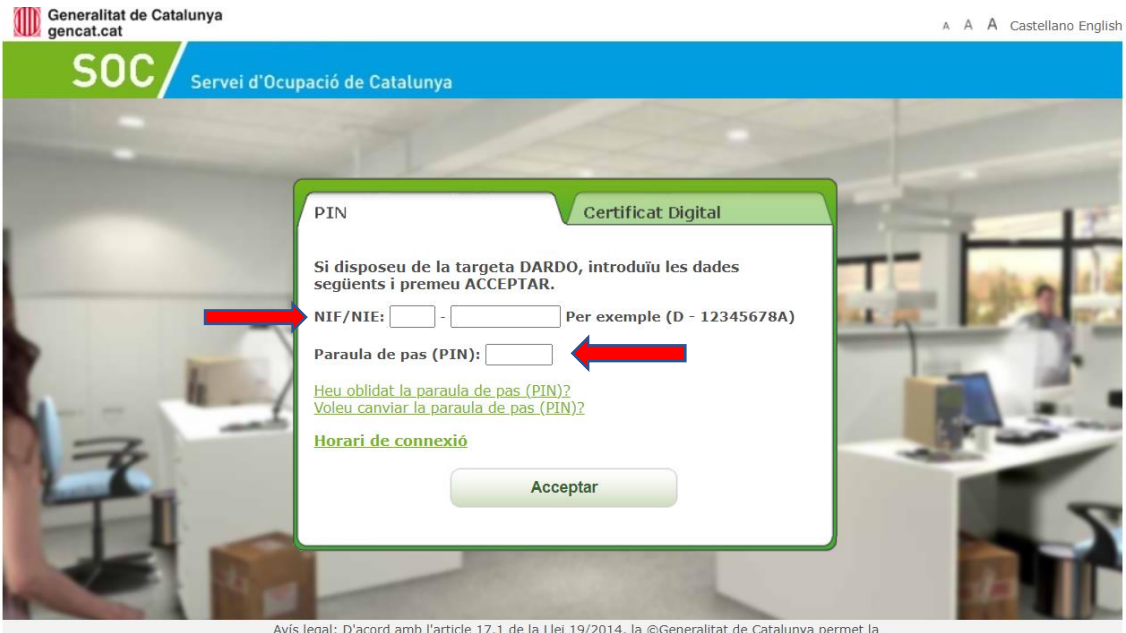 Generalitat de Catalunya
gencat.cat
A A A Castellano English
SOC Servei d'Ocupació de Catalunya
PIN
Certificat Digital
Si disposeu de la targeta DARDO, introduïu les dades
següents i premeu ACCEPTAR.
NIF/NIE: - Per exemple (D - 12345678A)
Paraula de pas (PIN):
Heu oblidat la paraula de pas (PIN)?
Voleu canviar la paraula de pas (PIN)?
Horari de connexió
Acceptar
Avís legal: D'acord amb l'article 17.1 de la Llei 19/2014, la ©Generalitat de Catalunya permet la